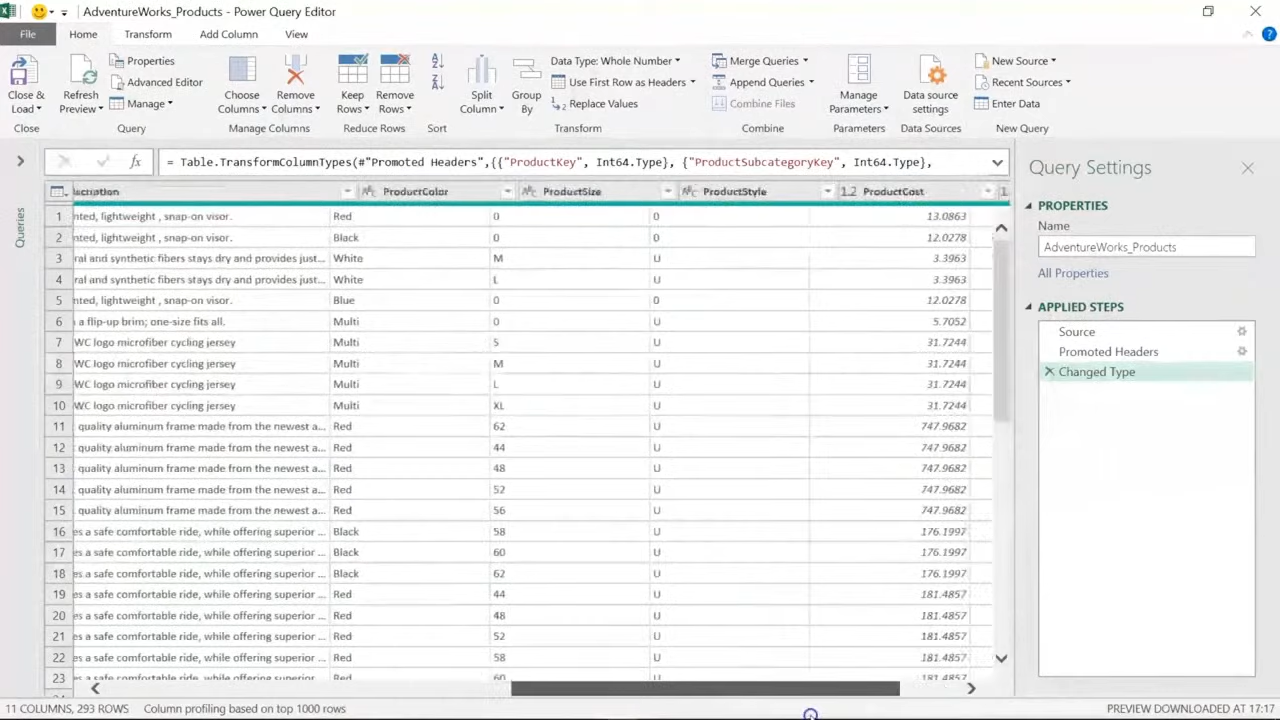 AdventureWorks_Products - Power Query Editor
File Home Transform Add Column View
Close & Load
Close
Refresh Preview
Properties
Advanced Editor
Manage
Query
Choose Columns
Remove Columns
Manage Columns
Keep Rows
Remove Rows
Reduce Rows
Sort
Split Column
Group By
Data Type: Whole Number
Use First Row as Headers
Replace Values
Transform
Merge Queries
Append Queries
Combine Files
Combine
Manage Parameters
Parameters
Data source settings
Data Sources
New Source
Recent Sources
Enter Data
New Query
fx = Table.TransformColumnTypes(#"Promoted Headers",{{"ProductKey", Int64.Type}, {"ProductSubcategoryKey", Int64.Type},
Queries
scription ProductColor ProductSize ProductStyle 1.2 ProductCost
1 nted, lightweight , snap-on visor. Red 0 0 13.0863
2 nted, lightweight , snap-on visor. Black 0 0 12.0278
3 ral and synthetic fibers stays dry and provides just... White M U 3.3963
4 ral and synthetic fibers stays dry and provides just... White L U 3.3963
5 nted, lightweight , snap-on visor. Blue 0 0 12.0278
6 a flip-up brim; one-size fits all. Multi 0 U 5.7052
7 WC logo microfiber cycling jersey Multi S U 31.7244
8 WC logo microfiber cycling jersey Multi M U 31.7244
9 WC logo microfiber cycling jersey Multi L U 31.7244
10 WC logo microfiber cycling jersey Multi XL U 31.7244
11 quality aluminum frame made from the newest a... Red 62 U 747.9682
12 quality aluminum frame made from the newest a... Red 44 U 747.9682
13 quality aluminum frame made from the newest a... Red 48 U 747.9682
14 quality aluminum frame made from the newest a... Red 52 U 747.9682
15 quality aluminum frame made from the newest a... Red 56 U 747.9682
16 es a safe comfortable ride, while offering superior ... Black 58 U 176.1997
17 es a safe comfortable ride, while offering superior ... Black 60 U 176.1997
18 es a safe comfortable ride, while offering superior ... Black 62 U 176.1997
19 es a safe comfortable ride, while offering superior ... Red 44 U 181.4857
20 es a safe comfortable ride, while offering superior ... Red 48 U 181.4857
21 es a safe comfortable ride, while offering superior ... Red 52 U 181.4857
22 es a safe comfortable ride, while offering superior ... Red 58 U 181.4857
23 es a safe comfortable ride, while offering superior ... Red 60 U 181.4857
Query Settings
PROPERTIES
Name
AdventureWorks_Products
All Properties
APPLIED STEPS
Source
Promoted Headers
Changed Type
11 COLUMNS, 293 ROWS Column profiling based on top 1000 rows PREVIEW DOWNLOADED AT 17:17